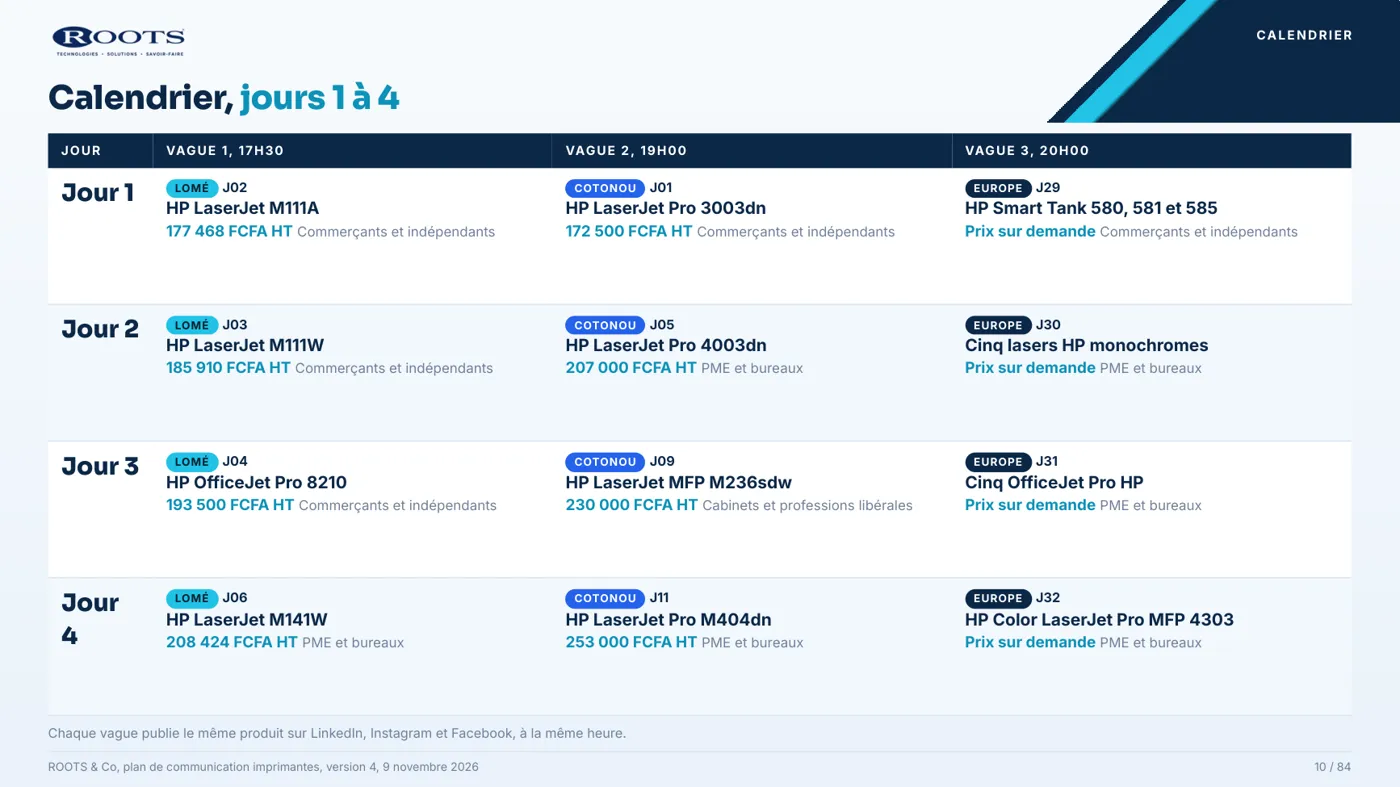 ROOTS
TECHNOLOGIES • SOLUTIONS • SAVOIR-FAIRE
CALENDRIER
Calendrier, jours 1 à 4
JOUR
VAGUE 1, 17H30
VAGUE 2, 19H00
VAGUE 3, 20H00
Jour 1
LOMÉ J02
HP LaserJet M111A
177 468 FCFA HT Commerçants et indépendants
COTONOU J01
HP LaserJet Pro 3003dn
172 500 FCFA HT Commerçants et indépendants
EUROPE J29
HP Smart Tank 580, 581 et 585
Prix sur demande Commerçants et indépendants
Jour 2
LOMÉ J03
HP LaserJet M111W
185 910 FCFA HT Commerçants et indépendants
COTONOU J05
HP LaserJet Pro 4003dn
207 000 FCFA HT PME et bureaux
EUROPE J30
Cinq lasers HP monochromes
Prix sur demande PME et bureaux
Jour 3
LOMÉ J04
HP OfficeJet Pro 8210
193 500 FCFA HT Commerçants et indépendants
COTONOU J09
HP LaserJet MFP M236sdw
230 000 FCFA HT Cabinets et professions libérales
EUROPE J31
Cinq OfficeJet Pro HP
Prix sur demande PME et bureaux
Jour
4
LOMÉ J06
HP LaserJet M141W
208 424 FCFA HT PME et bureaux
COTONOU J11
HP LaserJet Pro M404dn
253 000 FCFA HT PME et bureaux
EUROPE J32
HP Color LaserJet Pro MFP 4303
Prix sur demande PME et bureaux
Chaque vague publie le même produit sur LinkedIn, Instagram et Facebook, à la même heure.
ROOTS & Co, plan de communication imprimantes, version 4, 9 novembre 2026
10 / 84